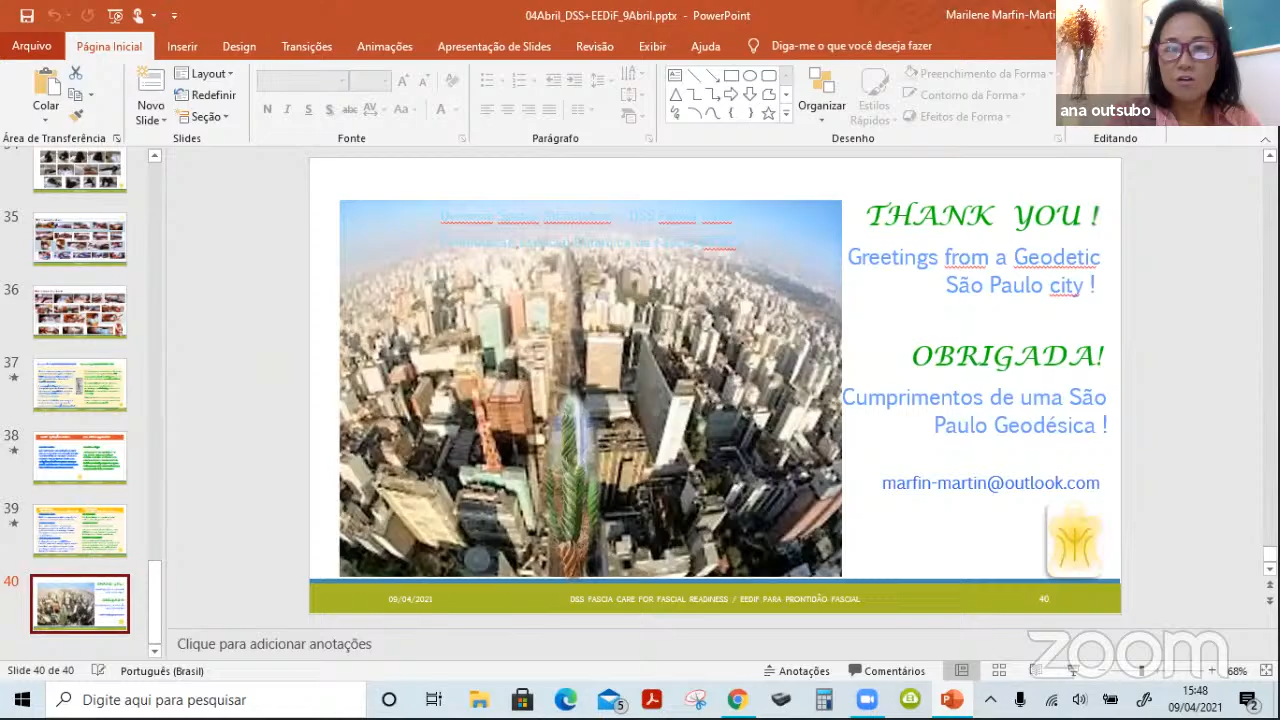 04Abril_DSS+EEDiF_9Abril.pptx - PowerPoint
Marilene Marfin-Marti
Arquivo
Página Inicial
Inserir
Design
Transições
Animações
Apresentação de Slides
Revisão
Exibir
Ajuda
Diga-me o que você deseja fazer
Colar
Novo
Slide
Layout
Redefinir
Seção
Organizar
Estilos
Rápidos
Preenchimento da Forma
Contorno da Forma
Efeitos de Forma
ana outsubo
Área de Transferência
Slides
Fonte
Parágrafo
Desenho
Editando
35
36
37
38
39
40
THANK YOU !
Greetings from a Geodetic
São Paulo city !
OBRIGADA!
Cumprimentos de uma São
Paulo Geodésica !
marfin-martin@outlook.com
09/04/2021
DSS FASCIA CARE FOR FASCIAL READINESS / EEDIF PARA PRONTIDÃO FASCIAL
40
Clique para adicionar anotações
zoom
Slide 40 de 40
Português (Brasil)
Anotações
Comentários
68%
Digite aqui para pesquisar
5
15:48
09/04/2021
2